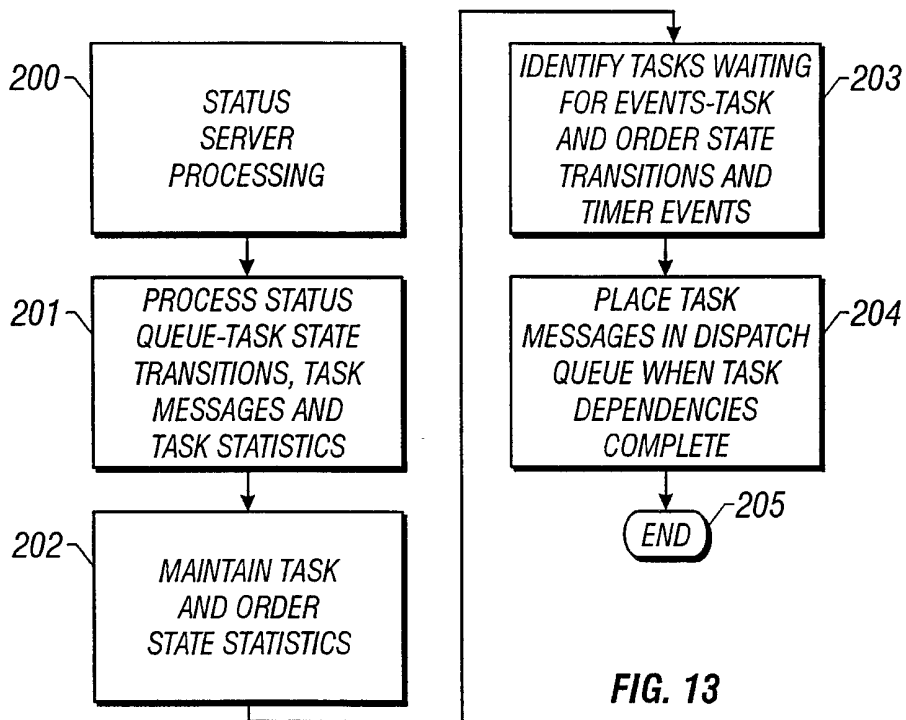 200
STATUS
SERVER
PROCESSING
201
PROCESS STATUS
QUEUE-TASK STATE
TRANSITIONS, TASK
MESSAGES AND
TASK STATISTICS
202
MAINTAIN TASK
AND ORDER
STATE STATISTICS
IDENTIFY TASKS WAITING
FOR EVENTS-TASK
AND ORDER STATE
TRANSITIONS AND
TIMER EVENTS
203
PLACE TASK
MESSAGES IN DISPATCH
QUEUE WHEN TASK
DEPENDENCIES
COMPLETE
204
END
205
FIG. 13